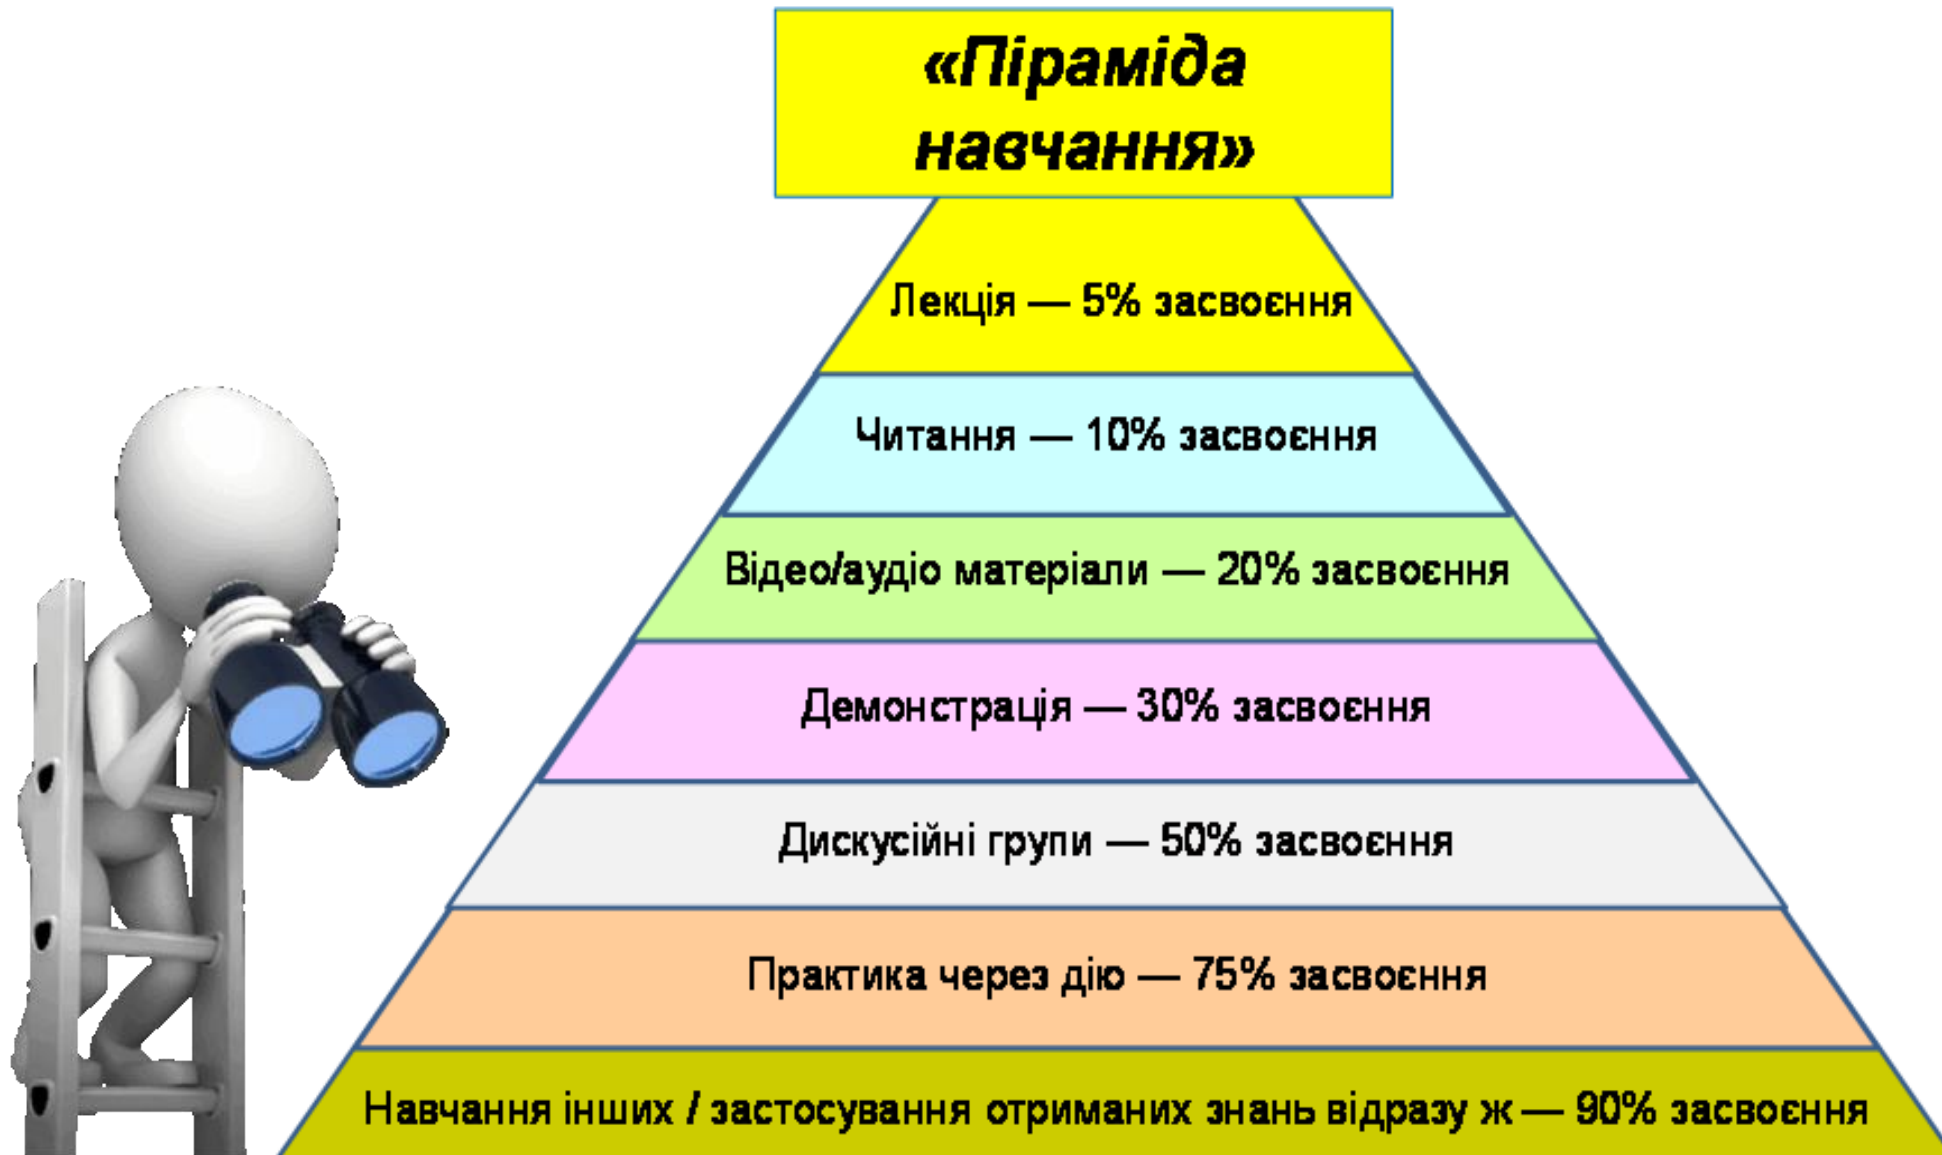 «Піраміда
навчання»
Лекція — 5% засвоєння
Читання — 10% засвоєння
Відео/аудіо матеріали — 20% засвоєння
Демонстрація — 30% засвоєння
Дискусійні групи — 50% засвоєння
Практика через дію — 75% засвоєння
Навчання інших / застосування отриманих знань відразу ж — 90% засвоєння